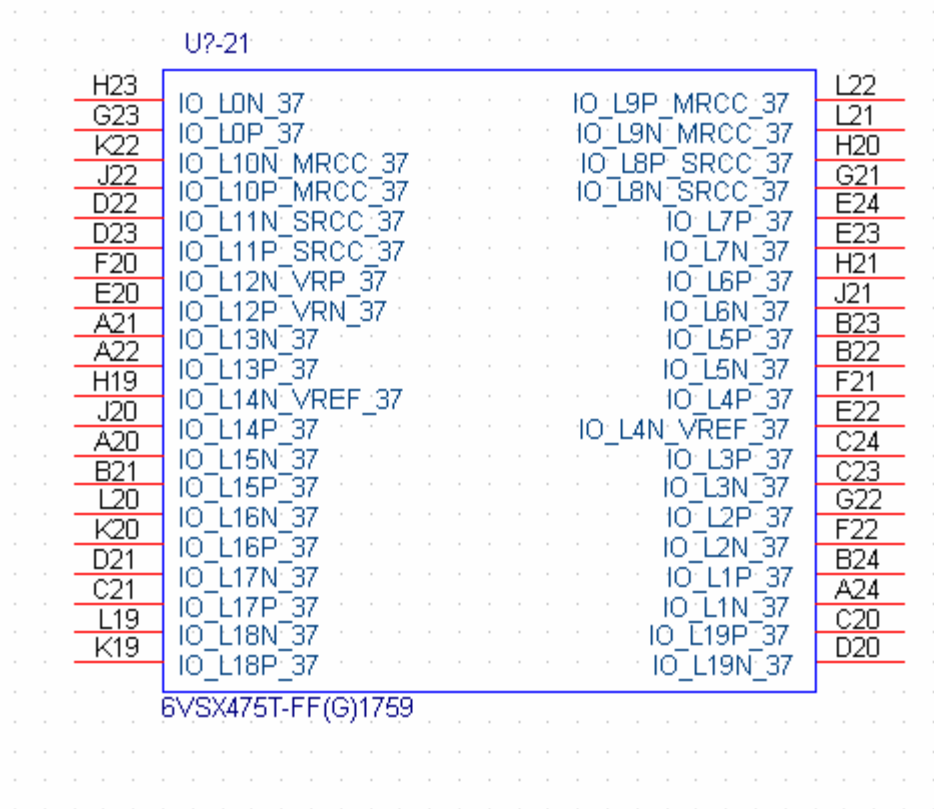 U?-21
H23 IO_L0N_37 IO_L9P_MRCC_37 L22
G23 IO_L0P_37 IO_L9N_MRCC_37 L21
K22 IO_L10N_MRCC_37 IO_L8P_SRCC_37 H20
J22 IO_L10P_MRCC_37 IO_L8N_SRCC_37 G21
D22 IO_L11N_SRCC_37 IO_L7P_37 E24
D23 IO_L11P_SRCC_37 IO_L7N_37 E23
F20 IO_L12N_VRP_37 IO_L6P_37 H21
E20 IO_L12P_VRN_37 IO_L6N_37 J21
A21 IO_L13N_37 IO_L5P_37 B23
A22 IO_L13P_37 IO_L5N_37 B22
H19 IO_L14N_VREF_37 IO_L4P_37 F21
J20 IO_L14P_37 IO_L4N_VREF_37 E22
A20 IO_L15N_37 IO_L3P_37 C24
B21 IO_L15P_37 IO_L3N_37 C23
L20 IO_L16N_37 IO_L2P_37 G22
K20 IO_L16P_37 IO_L2N_37 F22
D21 IO_L17N_37 IO_L1P_37 B24
C21 IO_L17P_37 IO_L1N_37 A24
L19 IO_L18N_37 IO_L19P_37 C20
K19 IO_L18P_37 IO_L19N_37 D20
6VSX475T-FF(G)1759